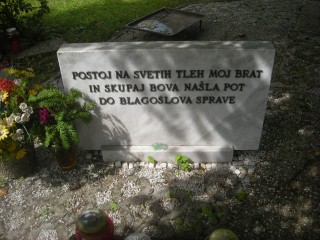 POSTOJ NA SVETIH TLEH MOJ BRAT
IN SKUPAJ BOVA NAŠLA POT
DO BLAGOSLOVA SPRAVE